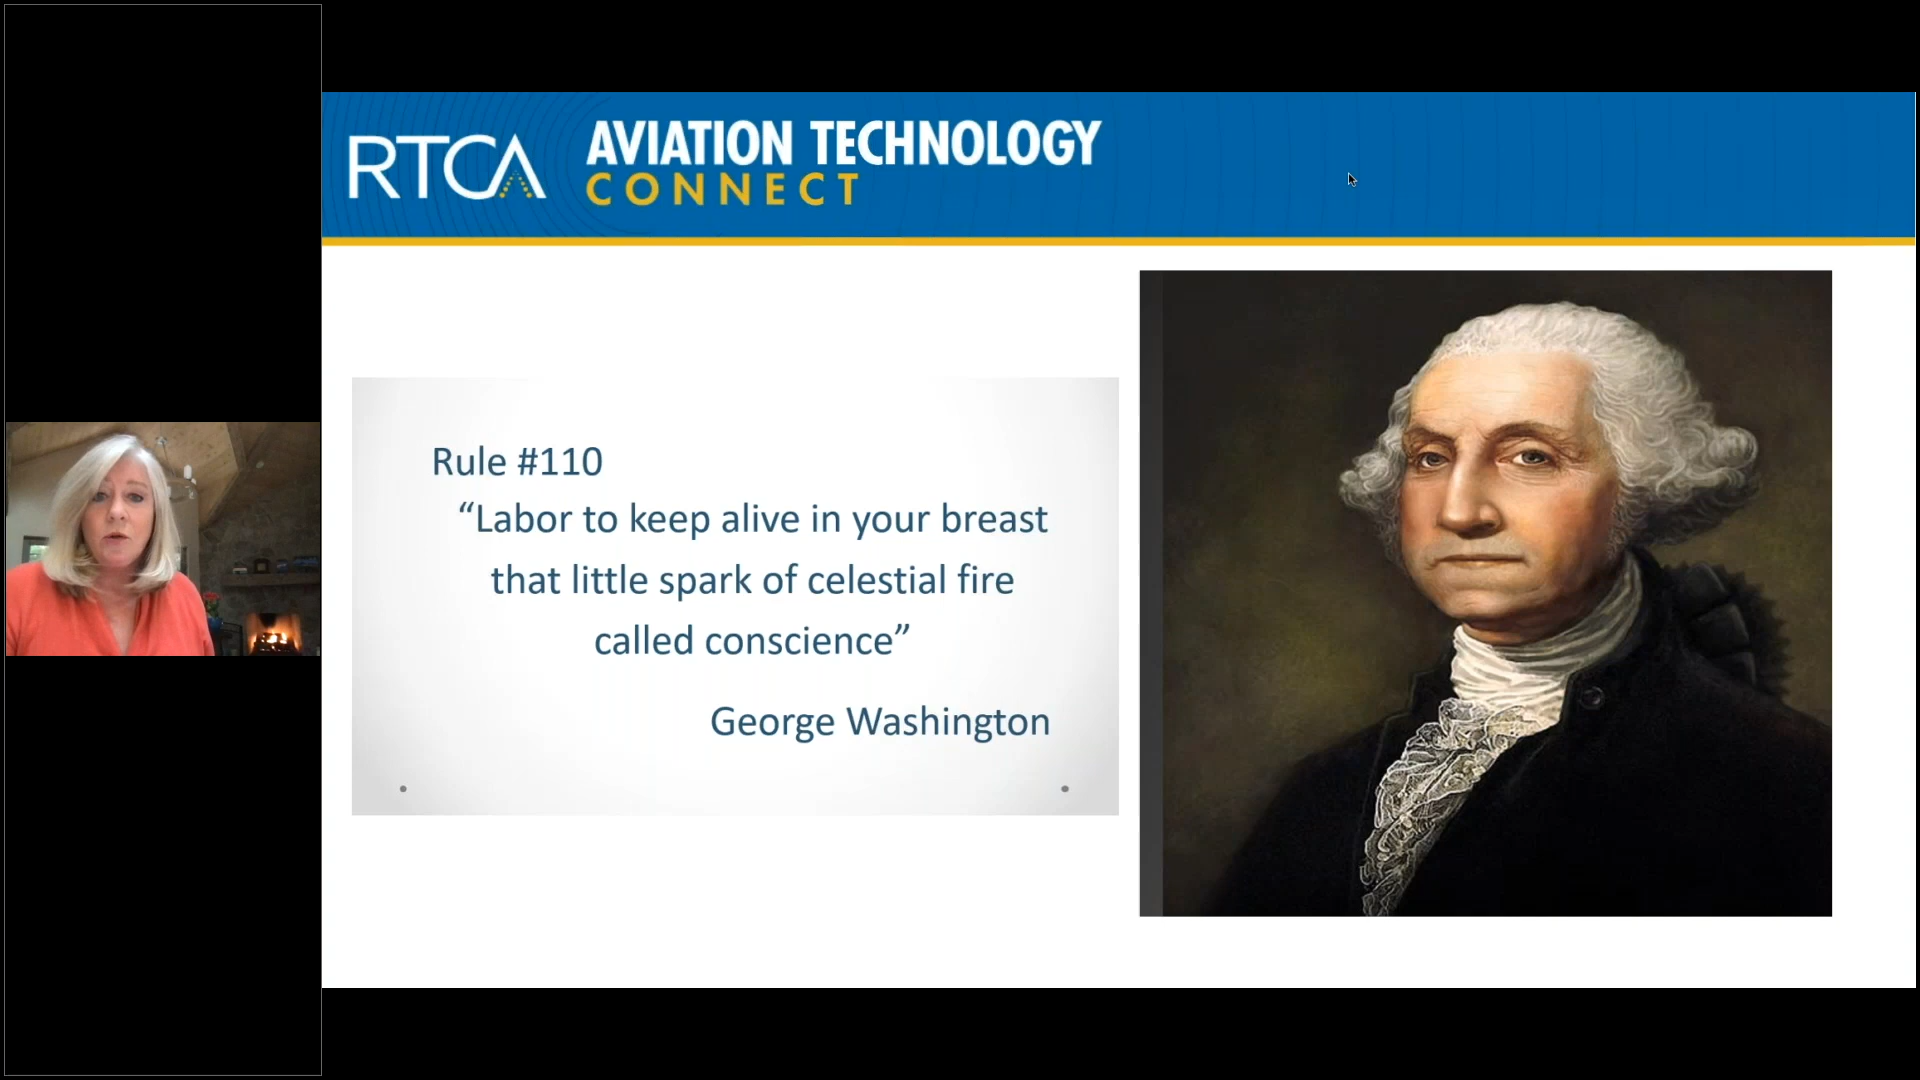 RTCA
AVIATION TECHNOLOGY
CONNECT
Rule #110
“Labor to keep alive in your breast
that little spark of celestial fire
called conscience”
George Washington